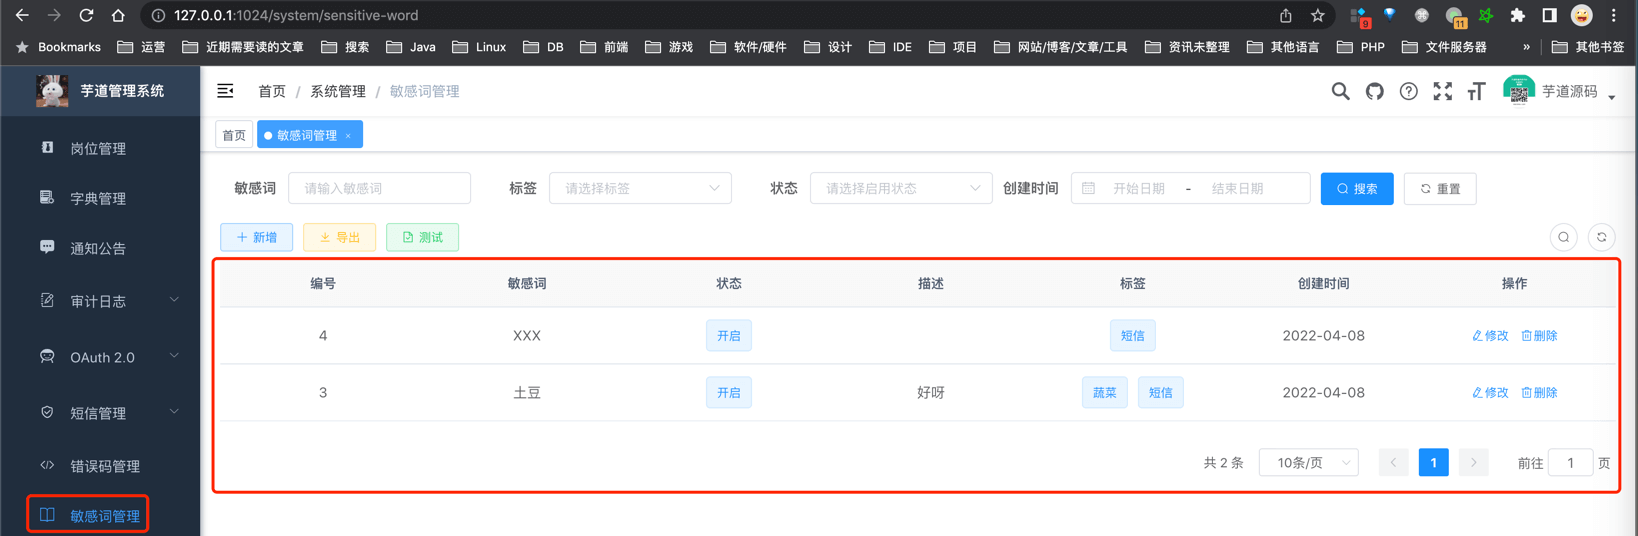 127.0.0.1:1024/system/sensitive-word
9
11
Bookmarks 运营 近期需要读的文章 搜索 Java Linux DB 前端 游戏 软件/硬件 设计 IDE 项目 网站/博客/文章/工具 资讯未整理 其他语言 PHP 文件服务器 » 其他书签
芋道管理系统
首页 / 系统管理 / 敏感词管理
芋道源码
首页
敏感词管理 ×
岗位管理
字典管理
通知公告
审计日志
OAuth 2.0
短信管理
错误码管理
敏感词管理
敏感词 请输入敏感词 标签 请选择标签 状态 请选择启用状态 创建时间 开始日期 - 结束日期 搜索 重置
+ 新增 导出 测试
编号 敏感词 状态 描述 标签 创建时间 操作
4 XXX 开启 短信 2022-04-08 修改 删除
3 土豆 开启 好呀 蔬菜 短信 2022-04-08 修改 删除
共 2 条 10条/页 < 1 > 前往 1 页